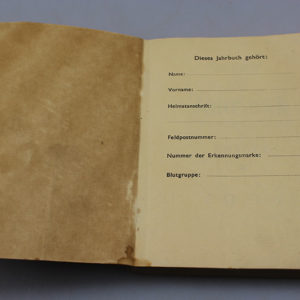 Dieses Jahrbuch gehört:
Name:
Vorname:
Heimatanschrift:
Feldpostnummer:
Nummer der Erkennungsmarke:
Blutgruppe: